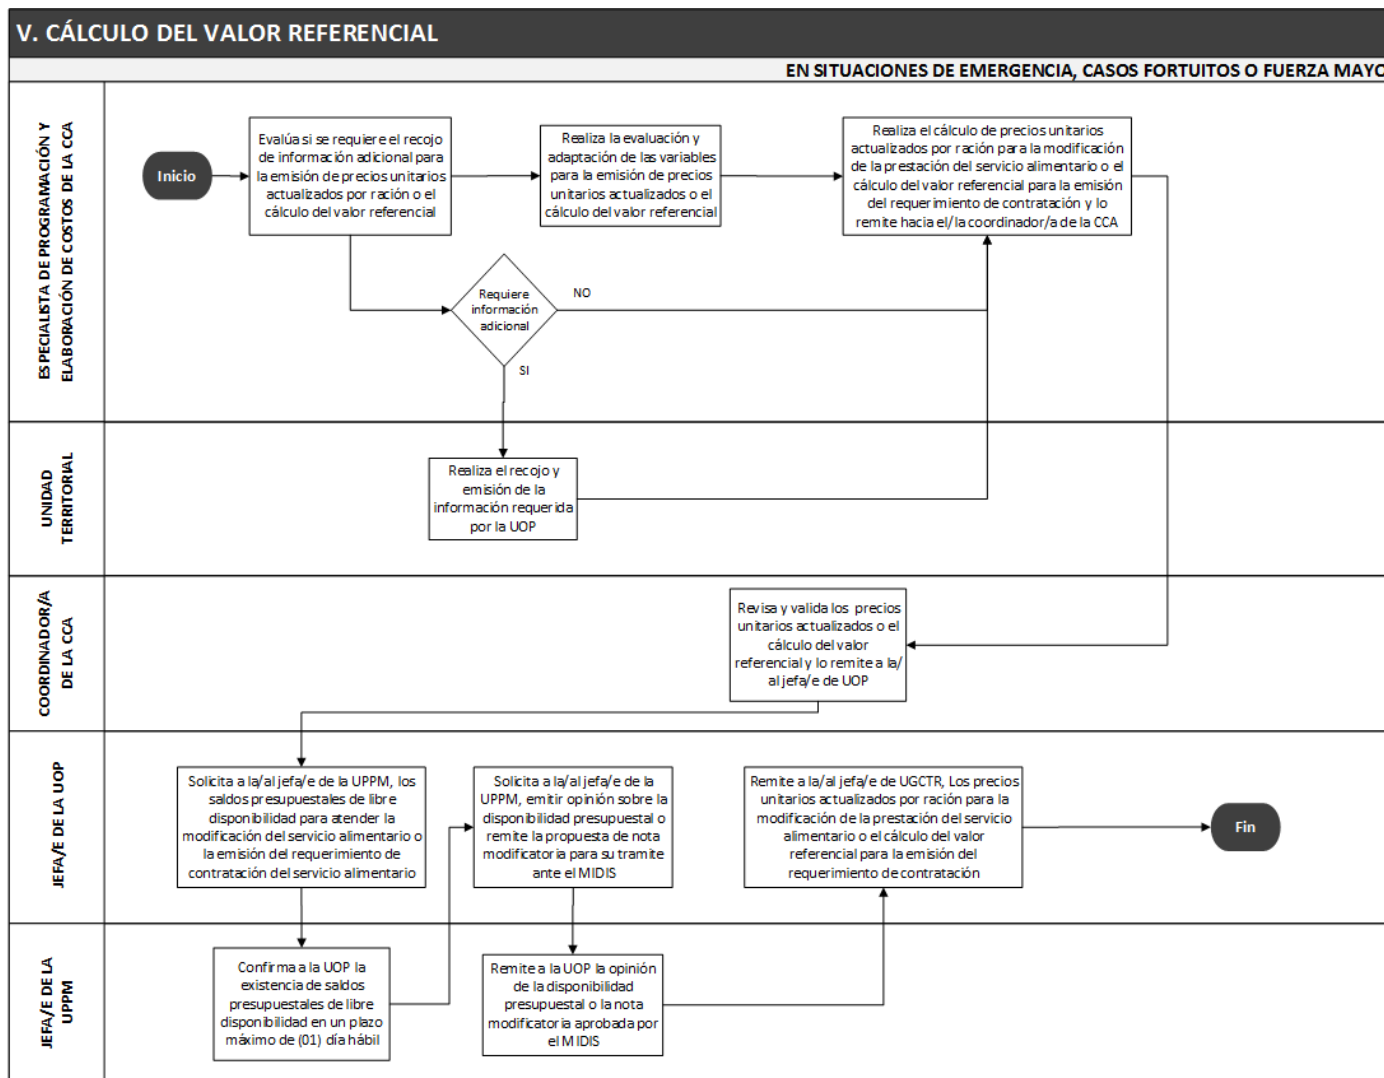 V. CÁLCULO DEL VALOR REFERENCIAL
EN SITUACIONES DE EMERGENCIA, CASOS FORTUITOS O FUERZA MAYO
ESPECIALISTA DE PROGRAMACIÓN Y
ELABORACIÓN DE COSTOS DE LA CCA
Inicio
Evalúa si se requiere el recojo
de información adicional para
la emisión de precios unitarios
actualizados por ración o el
cálculo del valor referencial
Realiza la evaluación y
adaptación de las variables
para la emisión de precios
unitarios actualizados o el
cálculo del valor referencial
Realiza el cálculo de precios unitarios
actualizados por ración para la modificación
de la prestación del servicio alimentario o el
cálculo del valor referencial para la emisión
del requerimiento de contratación y lo
remite hacia el/la coordinador/a de la CCA
Requiere
información
adicional
NO
SI
UNIDAD
TERRITORIAL
Realiza el recojo y
emisión de la
información requerida
por la UOP
COORDINADOR/A
DE LA CCA
Revisa y valida los precios
unitarios actualizados o el
cálculo del valor
referencial y lo remite a la/
al jefa/e de UOP
JEFA/E DE LA UOP
Solicita a la/al jefa/e de la UPPM, los
saldos presupuestales de libre
disponibilidad para atender la
modificación del servicio alimentario o
la emisión del requerimiento de
contratación del servicio alimentario
Solicita a la/al jefa/e de la
UPPM, emitir opinión sobre la
disponibilidad presupuestal o
remite la propuesta de nota
modificatoria para su tramite
ante el MIDIS
Remite a la/al jefa/e de UGCTR, Los precios
unitarios actualizados por ración para la
modificación de la prestación del servicio
alimentario o el cálculo del valor
referencial para la emisión del
requerimiento de contratación
Fin
JEFA/E DE LA
UPPM
Confirma a la UOP la
existencia de saldos
presupuestales de libre
disponibilidad en un plazo
máximo de (01) día hábil
Remite a la UOP la opinión
de la disponibilidad
presupuestal o la nota
modificatoria aprobada por
el MIDIS